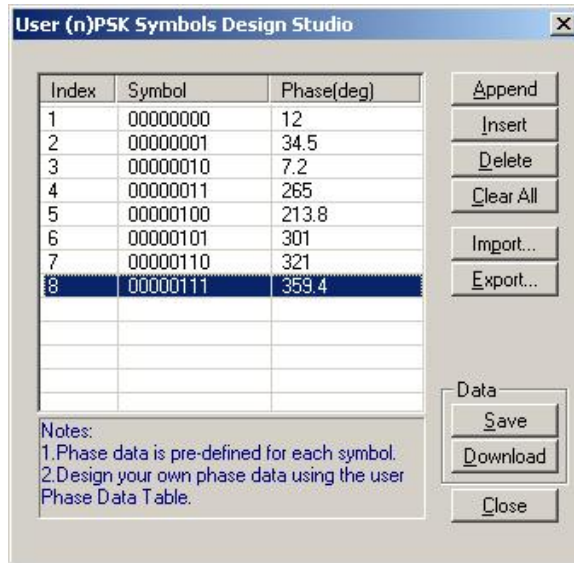 User (n)PSK Symbols Design Studio
Index Symbol Phase(deg)
1 00000000 12
2 00000001 34.5
3 00000010 7.2
4 00000011 265
5 00000100 213.8
6 00000101 301
7 00000110 321
8 00000111 359.4
Append
Insert
Delete
Clear All
Import...
Export...
Data
Save
Download
Close
Notes:
1.Phase data is pre-defined for each symbol.
2.Design your own phase data using the user
Phase Data Table.